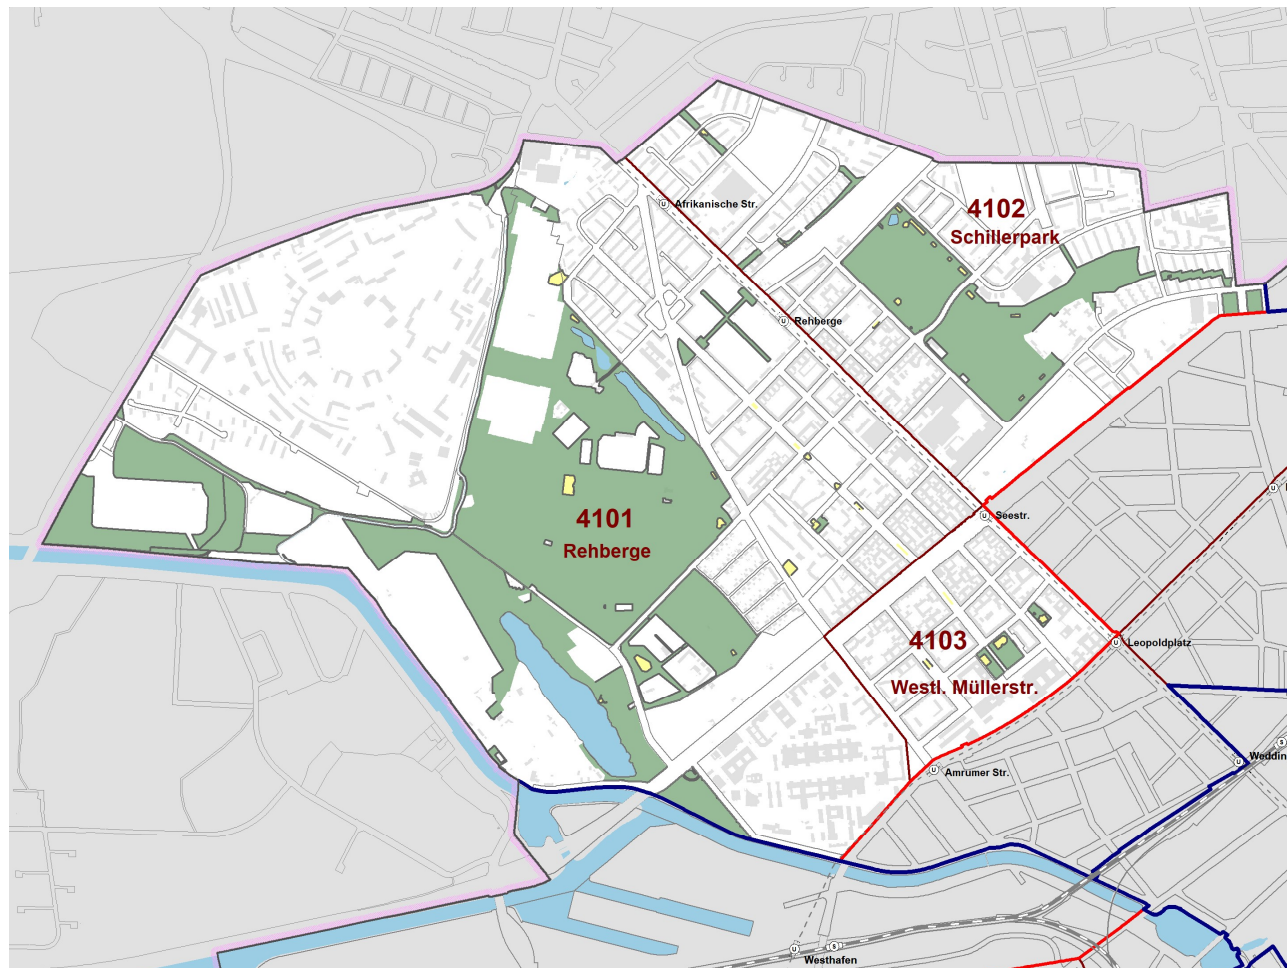 4102
Schillerpark
U Afrikanische Str.
U Rehberge
4101
Rehberge
U Seestr.
4103
Westl. Müllerstr.
U Leopoldplatz
U Amrumer Str.
U
U
S
Weddin
U
S
Westhafen